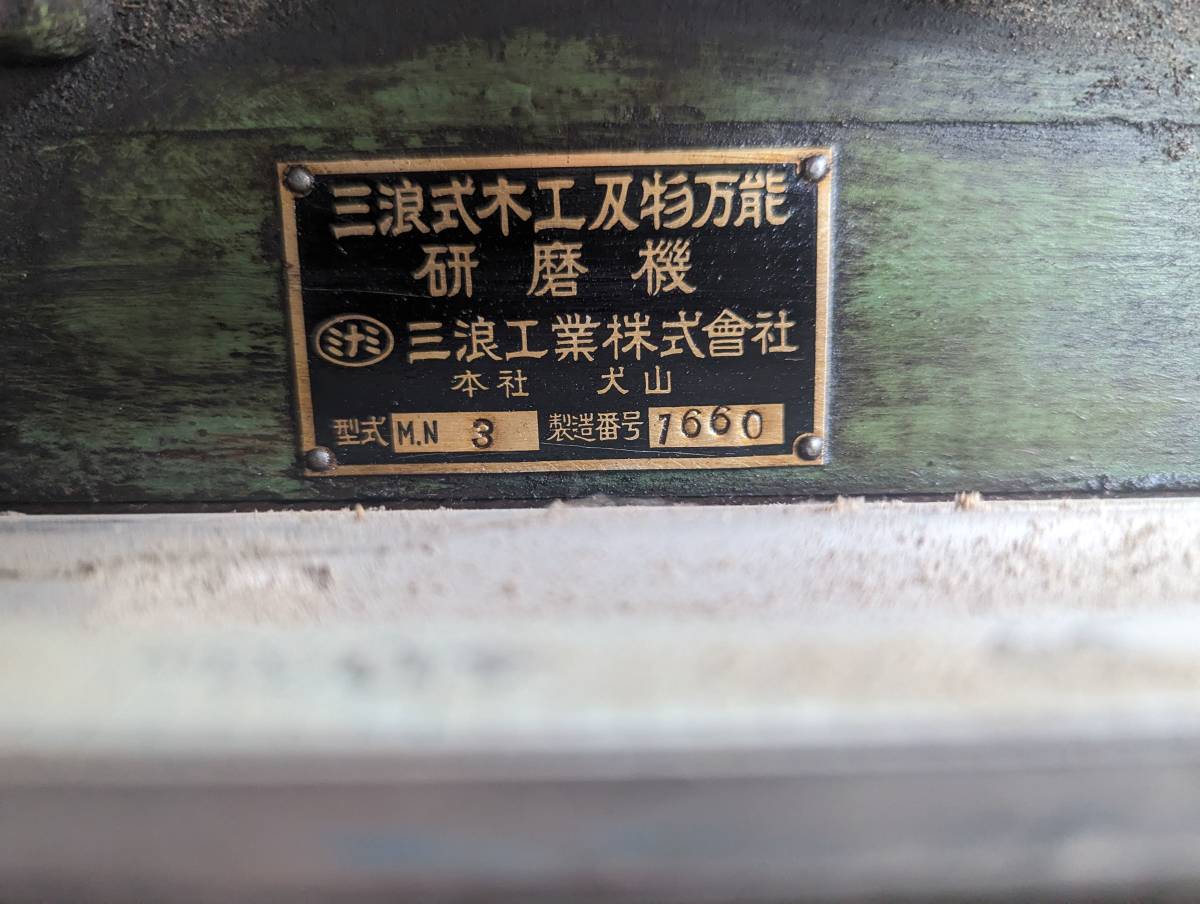 三浪式木工及物万能
研磨機
ミナミ 三浪工業株式會社
本社 犬山
型式 M.N 3 製造番号 1660